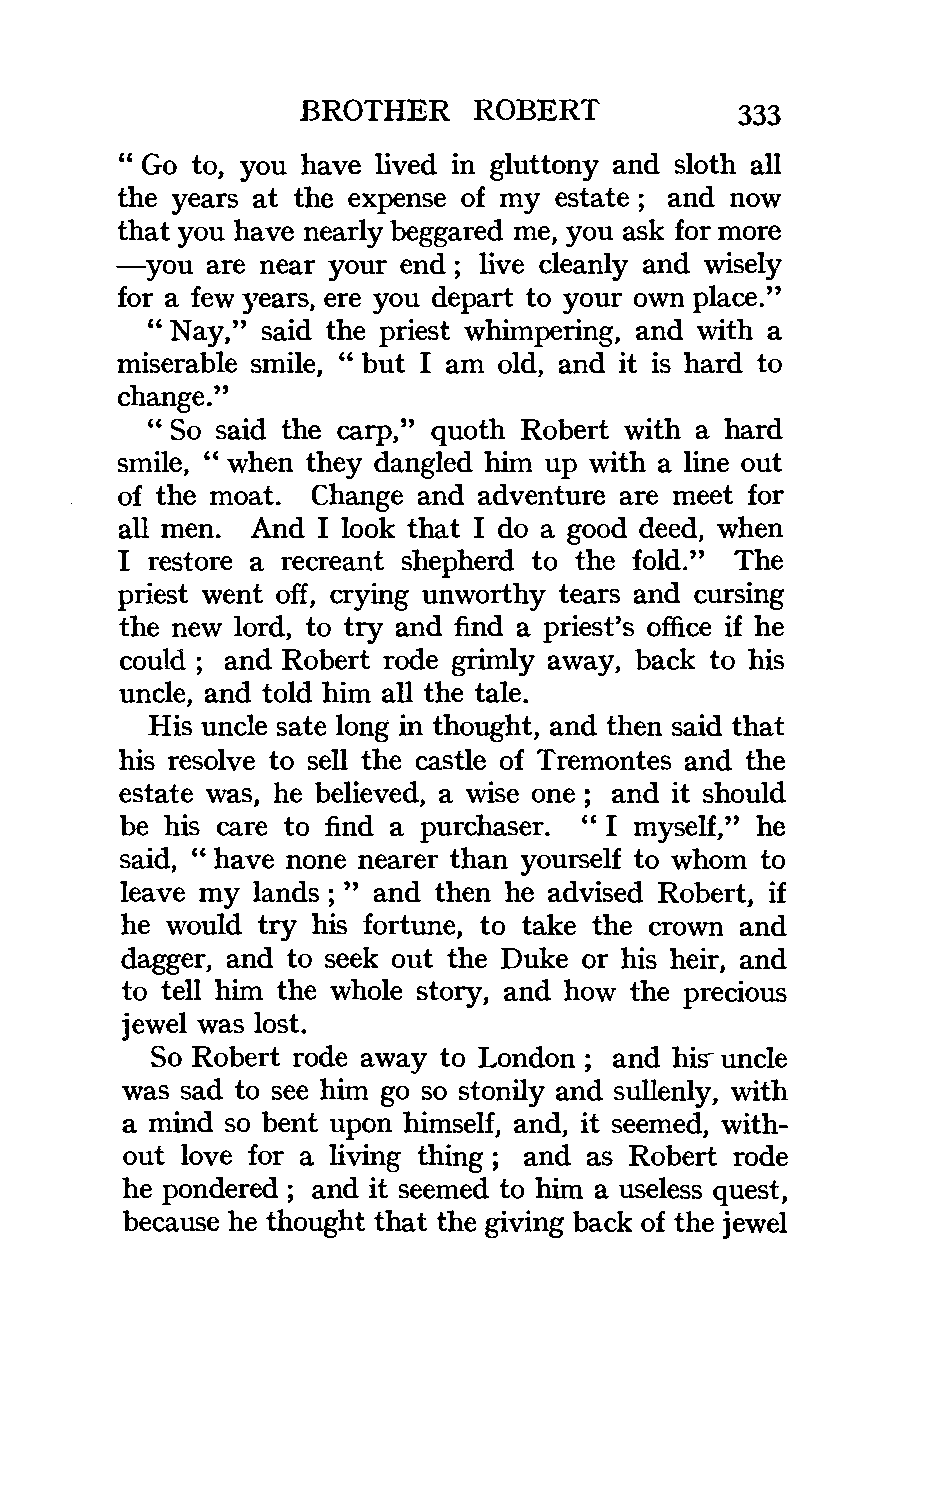 BROTHER ROBERT 333
“ Go to, you have lived in gluttony and sloth all
the years at the expense of my estate ; and now
that you have nearly beggared me, you ask for more
—you are near your end ; live cleanly and wisely
for a few years, ere you depart to your own place.”
“ Nay,” said the priest whimpering, and with a
miserable smile, “ but I am old, and it is hard to
change.”
“ So said the carp,” quoth Robert with a hard
smile, “ when they dangled him up with a line out
of the moat. Change and adventure are meet for
all men. And I look that I do a good deed, when
I restore a recreant shepherd to the fold.” The
priest went off, crying unworthy tears and cursing
the new lord, to try and find a priest’s office if he
could ; and Robert rode grimly away, back to his
uncle, and told him all the tale.
His uncle sate long in thought, and then said that
his resolve to sell the castle of Tremontes and the
estate was, he believed, a wise one ; and it should
be his care to find a purchaser. “ I myself,” he
said, “ have none nearer than yourself to whom to
leave my lands ; ” and then he advised Robert, if
he would try his fortune, to take the crown and
dagger, and to seek out the Duke or his heir, and
to tell him the whole story, and how the precious
jewel was lost.
So Robert rode away to London ; and his uncle
was sad to see him go so stonily and sullenly, with
a mind so bent upon himself, and, it seemed, with-
out love for a living thing ; and as Robert rode
he pondered ; and it seemed to him a useless quest,
because he thought that the giving back of the jewel